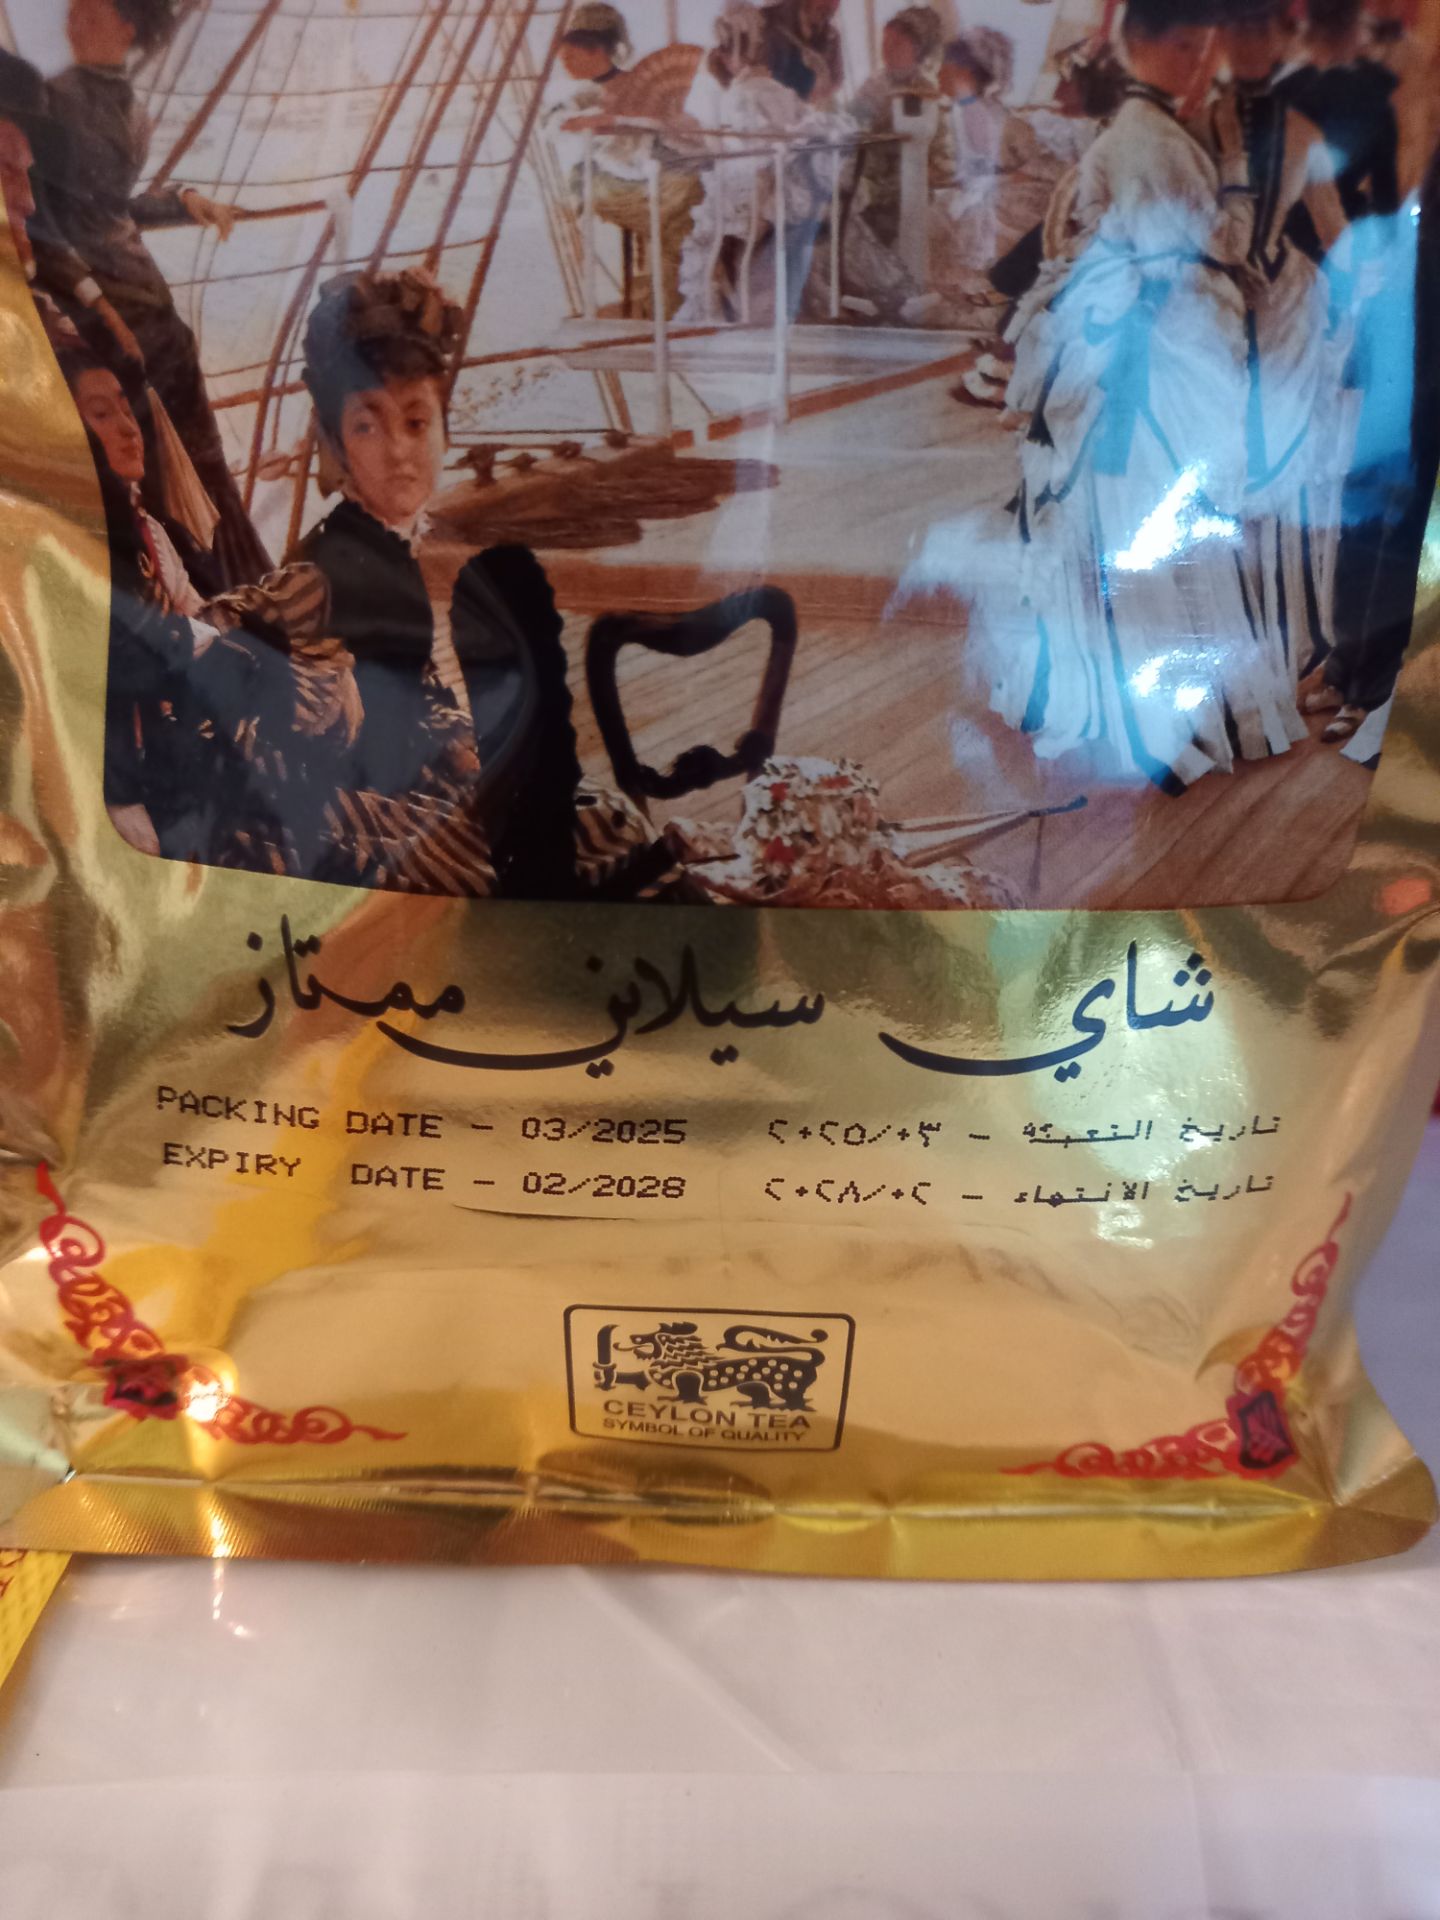 شاي سيلاني ممتاز
PACKING DATE - 03/2025 تاريخ التعبئة - ٢٠٢٥/٠٣
EXPIRY DATE - 02/2028 تاريخ الانتهاء - ٢٠٢٨/٠٢
CEYLON TEA
SYMBOL OF QUALITY